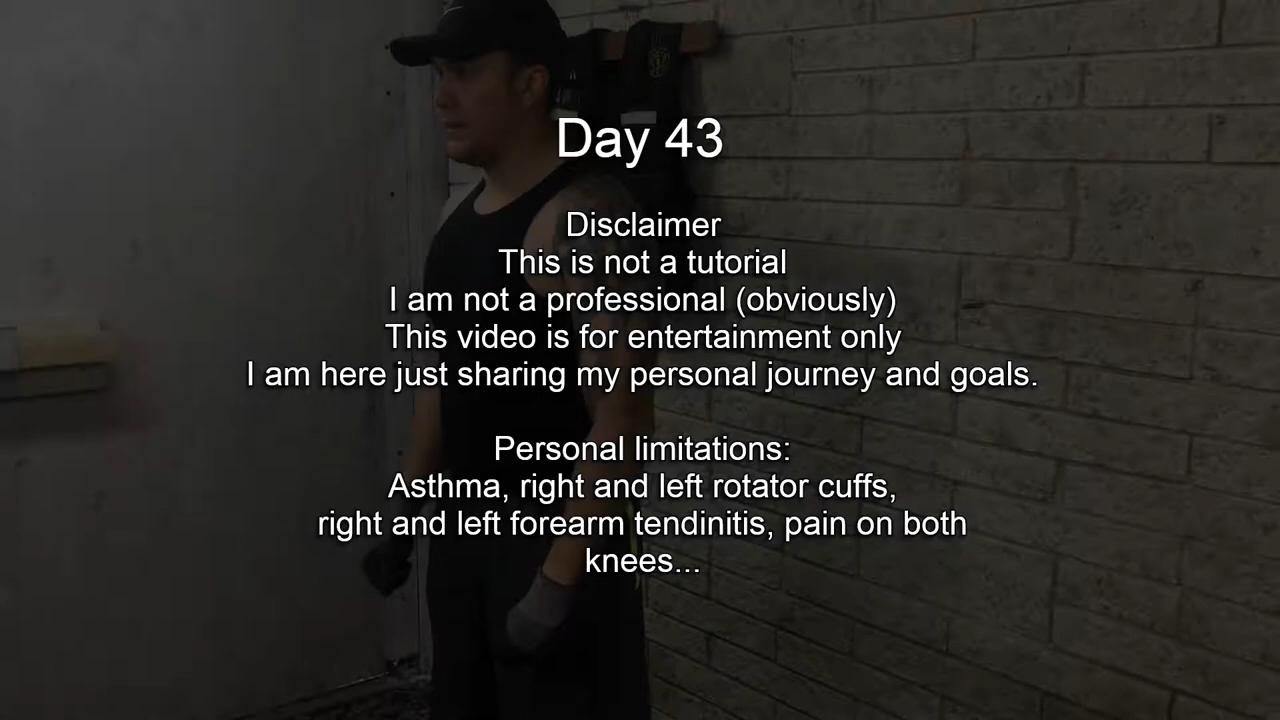 Day 43
Disclaimer
This is not a tutorial
I am not a professional (obviously)
This video is for entertainment only
I am here just sharing my personal journey and goals.
Personal limitations:
Asthma, right and left rotator cuffs,
right and left forearm tendinitis, pain on both
knees...